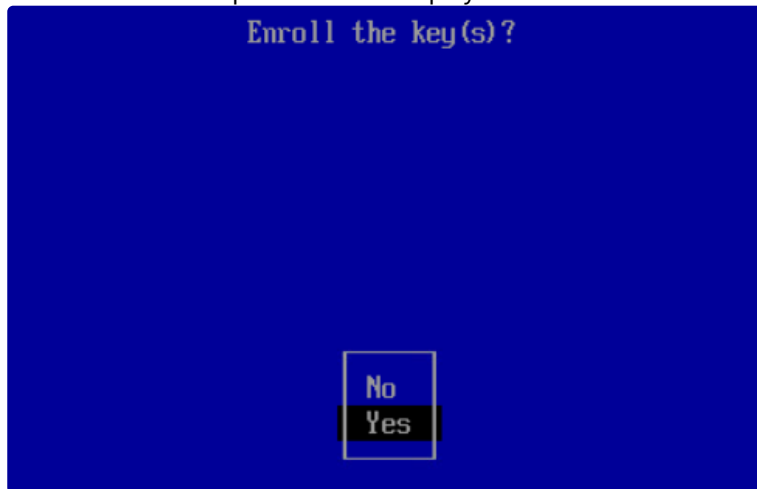 Enroll the key(s)?
No
Yes